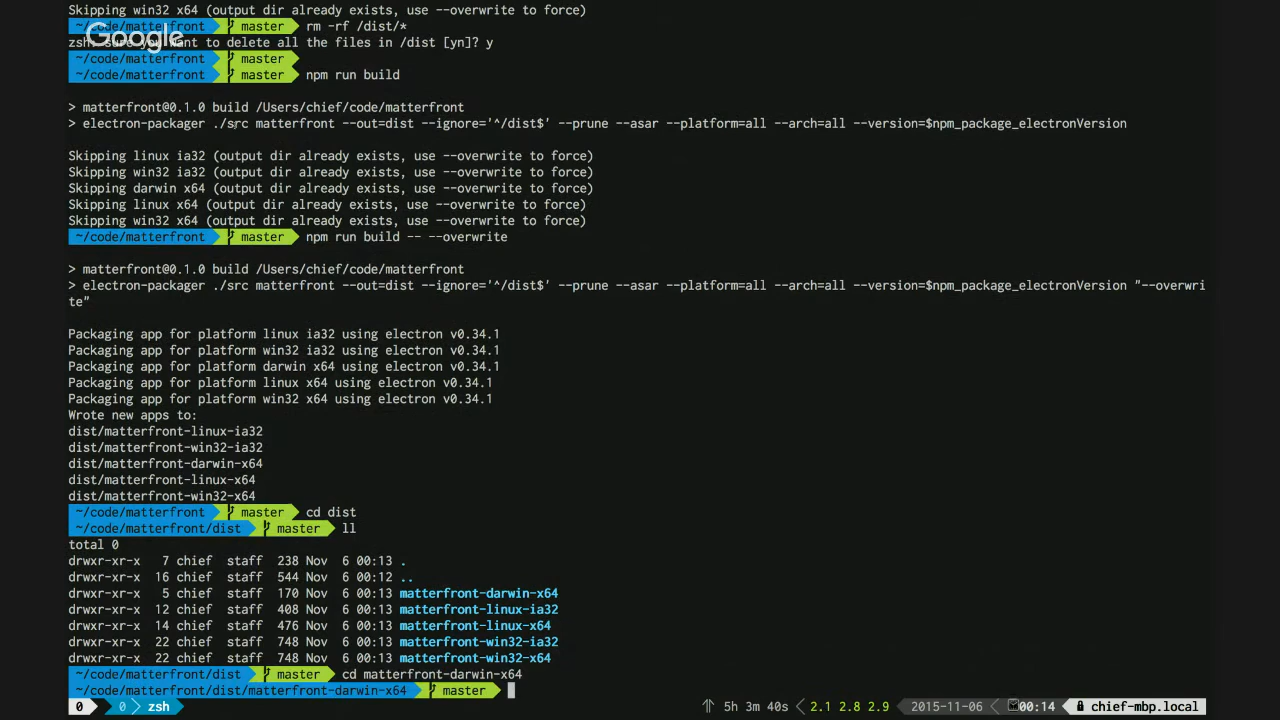 Skipping win32 x64 (output dir already exists, use --overwrite to force)
~/code/matterfront master rm -rf /dist/*
Google
zsh: sure you want to delete all the files in /dist [yn]? y
~/code/matterfront master
~/code/matterfront master npm run build
> matterfront@0.1.0 build /Users/chief/code/matterfront
> electron-packager ./src matterfront --out=dist --ignore='^/dist$' --prune --asar --platform=all --arch=all --version=$npm_package_electronVersion
Skipping linux ia32 (output dir already exists, use --overwrite to force)
Skipping win32 ia32 (output dir already exists, use --overwrite to force)
Skipping darwin x64 (output dir already exists, use --overwrite to force)
Skipping linux x64 (output dir already exists, use --overwrite to force)
Skipping win32 x64 (output dir already exists, use --overwrite to force)
~/code/matterfront master npm run build -- --overwrite
> matterfront@0.1.0 build /Users/chief/code/matterfront
> electron-packager ./src matterfront --out=dist --ignore='^/dist$' --prune --asar --platform=all --arch=all --version=$npm_package_electronVersion "--overwri
te"
Packaging app for platform linux ia32 using electron v0.34.1
Packaging app for platform win32 ia32 using electron v0.34.1
Packaging app for platform darwin x64 using electron v0.34.1
Packaging app for platform linux x64 using electron v0.34.1
Packaging app for platform win32 x64 using electron v0.34.1
Wrote new apps to:
dist/matterfront-linux-ia32
dist/matterfront-win32-ia32
dist/matterfront-darwin-x64
dist/matterfront-linux-x64
dist/matterfront-win32-x64
~/code/matterfront master cd dist
~/code/matterfront/dist master ll
total 0
drwxr-xr-x 7 chief staff 238 Nov 6 00:13 .
drwxr-xr-x 16 chief staff 544 Nov 6 00:12 ..
drwxr-xr-x 5 chief staff 170 Nov 6 00:13 matterfront-darwin-x64
drwxr-xr-x 12 chief staff 408 Nov 6 00:13 matterfront-linux-ia32
drwxr-xr-x 14 chief staff 476 Nov 6 00:13 matterfront-linux-x64
drwxr-xr-x 22 chief staff 748 Nov 6 00:13 matterfront-win32-ia32
drwxr-xr-x 22 chief staff 748 Nov 6 00:13 matterfront-win32-x64
~/code/matterfront/dist master cd matterfront-darwin-x64
~/code/matterfront/dist/matterfront-darwin-x64 master
0 0 zsh ↑ 5h 3m 40s 2.1 2.8 2.9 2015-11-06 00:14 chief-mbp.local